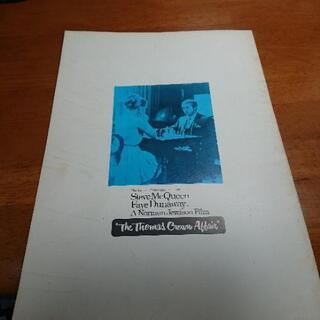 Steve McQueen
Faye Dunaway.
A Norman Jewison Film
"The Thomas Crown Affair"